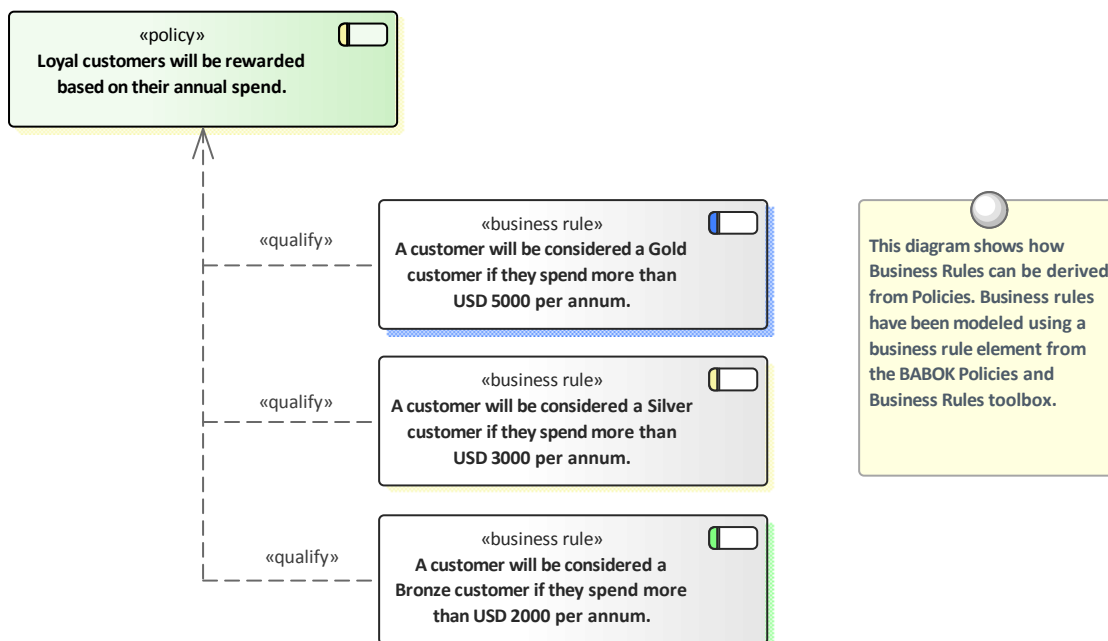 «policy»
Loyal customers will be rewarded
based on their annual spend.
«qualify»
«business rule»
A customer will be considered a Gold
customer if they spend more than
USD 5000 per annum.
This diagram shows how
Business Rules can be derived
from Policies. Business rules
have been modeled using a
business rule element from
the BABOK Policies and
Business Rules toolbox.
«qualify»
«business rule»
A customer will be considered a Silver
customer if they spend more than
USD 3000 per annum.
«qualify»
«business rule»
A customer will be considered a
Bronze customer if they spend more
than USD 2000 per annum.